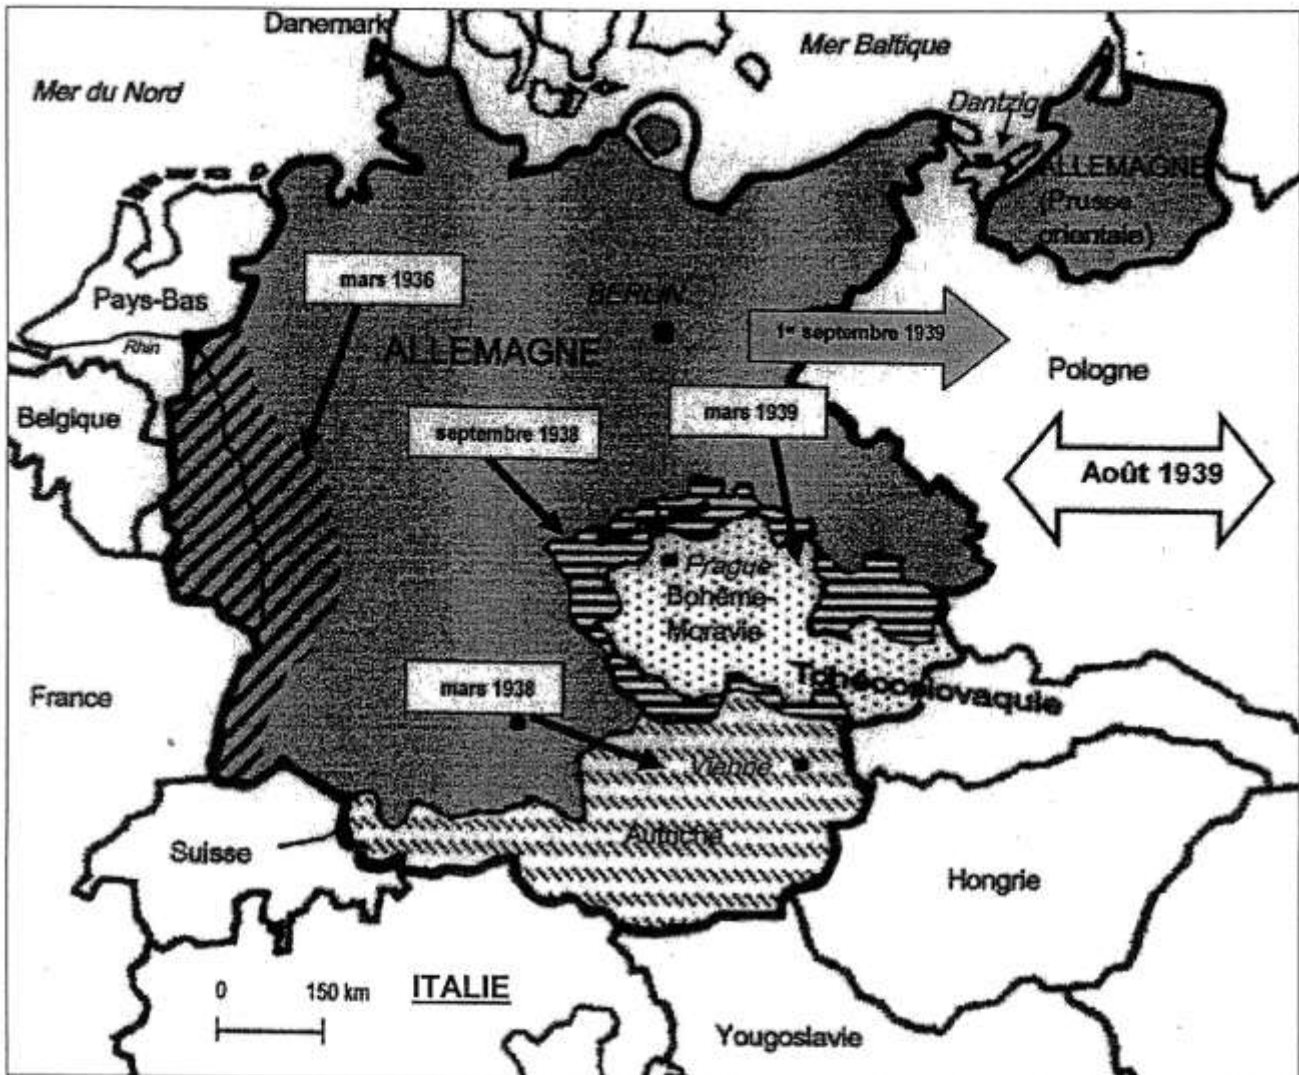 Danemark
Mer Baltique
Mer du Nord
Dantzig
ALLEMAGNE
(Prusse
orientale)
mars 1936
Pays-Bas
BERLIN
1er septembre 1939
Rhin
ALLEMAGNE
Pologne
mars 1939
Belgique
septembre 1938
Août 1939
Prague
Bohême-
Moravie
mars 1938
Tchécoslovaquie
France
Vienne
Autriche
Suisse
Hongrie
0 150 km
ITALIE
Yougoslavie